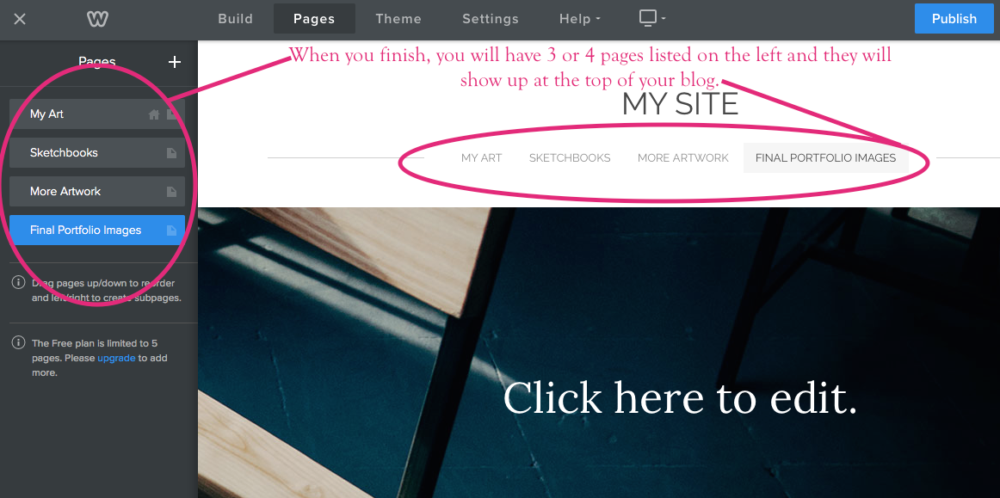 Build Pages Theme Settings Help Publish
Pages
When you finish, you will have 3 or 4 pages listed on the left and they will
show up at the top of your blog.
My Art
Sketchbooks
More Artwork
Final Portfolio Images
Drag pages up/down to reorder
and left/right to create subpages.
The Free plan is limited to 5
pages. Please upgrade to add
more.
MY SITE
MY ART SKETCHBOOKS MORE ARTWORK FINAL PORTFOLIO IMAGES
Click here to edit.